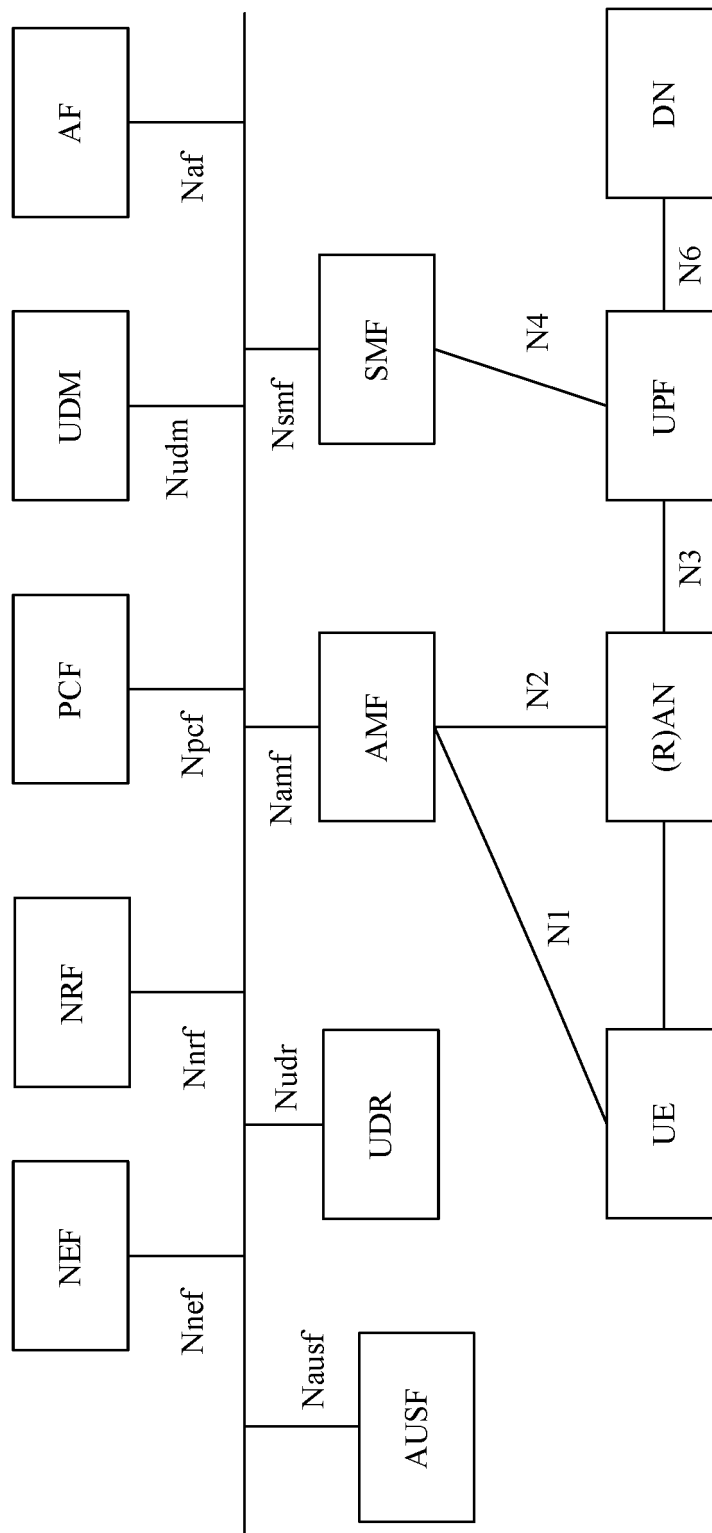 NEF
NRF
PCF
UDM
AF
Nnef
Nnrf
Npcf
Nudm
Naf
Nausf
Nudr
Namf
Nsmf
AUSF
UDR
AMF
SMF
N1
N2
N4
UE
(R)AN
N3
UPF
N6
DN